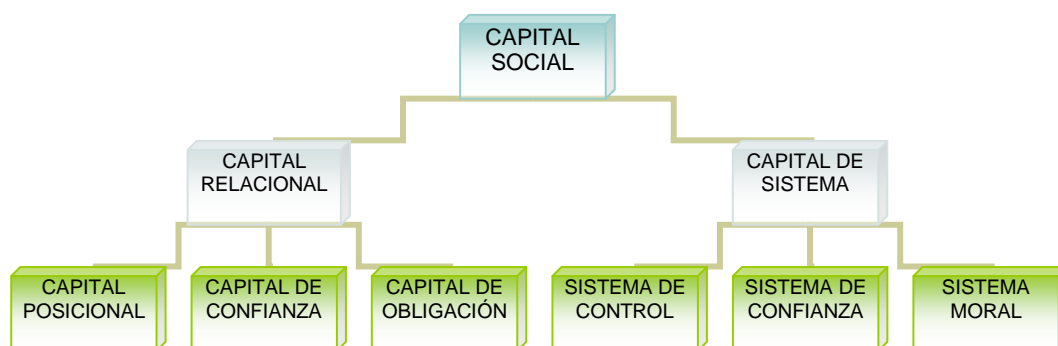 CAPITAL
SOCIAL
CAPITAL
RELACIONAL
CAPITAL DE
SISTEMA
CAPITAL
POSICIONAL
CAPITAL DE
CONFIANZA
CAPITAL DE
OBLIGACIÓN
SISTEMA DE
CONTROL
SISTEMA DE
CONFIANZA
SISTEMA
MORAL